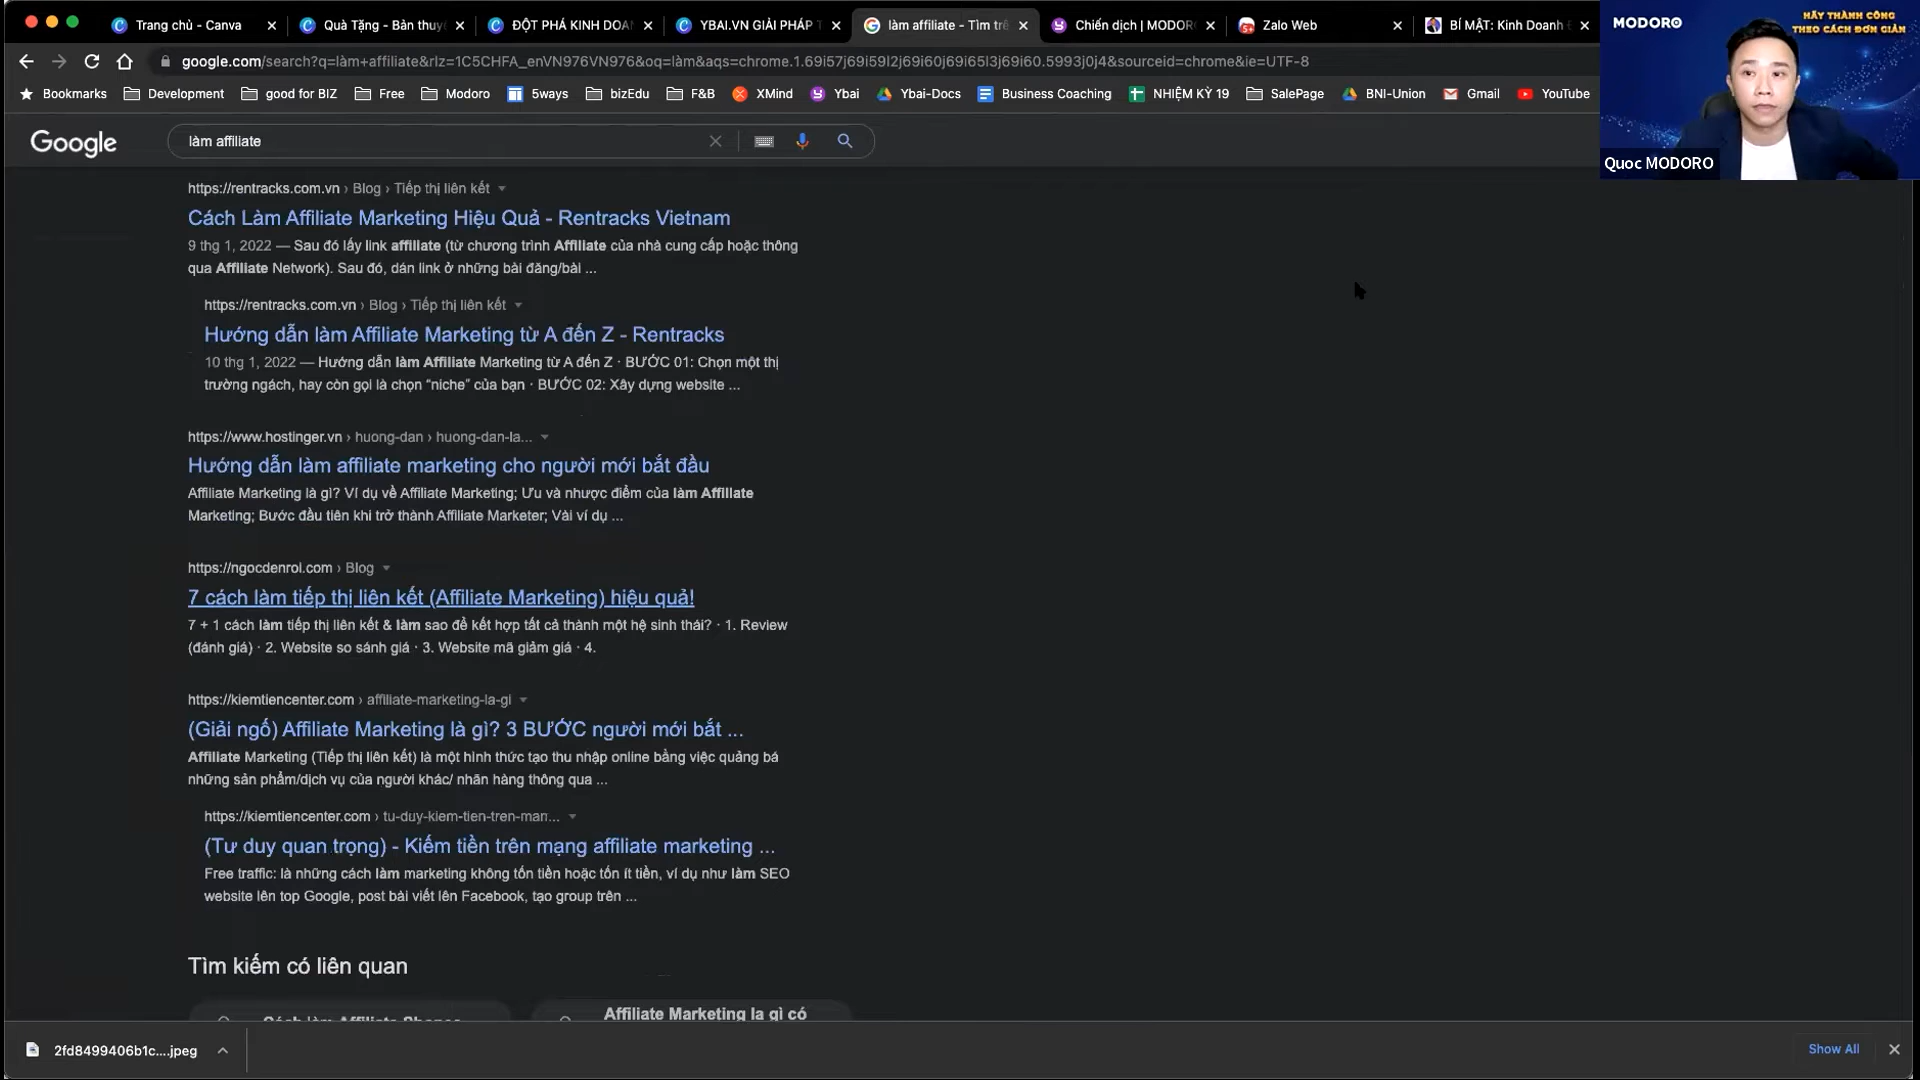 Trang chủ - Canva
Quà Tặng - Bản thuy
ĐỘT PHÁ KINH DOA
YBAI.VN GIẢI PHÁP T
làm affiliate - Tìm trê
Chiến dịch | MODOR
Zalo Web
BÍ MẬT: Kinh Doanh
google.com/search?q=làm+affiliate&rlz=1C5CHFA_enVN976VN976&oq=làm&aqs=chrome.1.69i57j69i59l2j69i60j69i65l3j69i60.5993j0j4&sourceid=chrome&ie=UTF-8
Bookmarks Development good for BIZ Free Modoro 5ways bizEdu F&B XMind Ybai Ybai-Docs Business Coaching NHIỆM KỲ 19 SalePage BNI-Union Gmail YouTube
MODORO
HÃY THÀNH CÔNG
THEO CÁCH ĐƠN GIẢN
Quoc MODORO
Google
làm affiliate
https://rentracks.com.vn › Blog › Tiếp thị liên kết
Cách Làm Affiliate Marketing Hiệu Quả - Rentracks Vietnam
9 thg 1, 2022 — Sau đó lấy link affiliate (từ chương trình Affiliate của nhà cung cấp hoặc thông
qua Affiliate Network). Sau đó, dán link ở những bài đăng/bài ...
https://rentracks.com.vn › Blog › Tiếp thị liên kết
Hướng dẫn làm Affiliate Marketing từ A đến Z - Rentracks
10 thg 1, 2022 — Hướng dẫn làm Affiliate Marketing từ A đến Z · BƯỚC 01: Chọn một thị
trường ngách, hay còn gọi là chọn “niche” của bạn · BƯỚC 02: Xây dựng website ...
https://www.hostinger.vn › huong-dan › huong-dan-la...
Hướng dẫn làm affiliate marketing cho người mới bắt đầu
Affiliate Marketing là gì? Ví dụ về Affiliate Marketing; Ưu và nhược điểm của làm Affiliate
Marketing; Bước đầu tiên khi trở thành Affiliate Marketer; Vài ví dụ ...
https://ngocdenroi.com › Blog
7 cách làm tiếp thị liên kết (Affiliate Marketing) hiệu quả!
7 + 1 cách làm tiếp thị liên kết & làm sao để kết hợp tất cả thành một hệ sinh thái? · 1. Review
(đánh giá) · 2. Website so sánh giá · 3. Website mã giảm giá · 4.
https://kiemtiencenter.com › affiliate-marketing-la-gi
(Giải ngố) Affiliate Marketing là gì? 3 BƯỚC người mới bắt ...
Affiliate Marketing (Tiếp thị liên kết) là một hình thức tạo thu nhập online bằng việc quảng bá
những sản phẩm/dịch vụ của người khác/ nhãn hàng thông qua ...
https://kiemtiencenter.com › tu-duy-kiem-tien-tren-man...
(Tư duy quan trọng) - Kiếm tiền trên mạng affiliate marketing ...
Free traffic: là những cách làm marketing không tốn tiền hoặc tốn ít tiền, ví dụ như làm SEO
website lên top Google, post bài viết lên Facebook, tạo group trên ...
Tìm kiếm có liên quan
Cách làm Affiliate Shopee
Affiliate Marketing la gì có
2fd8499406b1c....jpeg
Show All